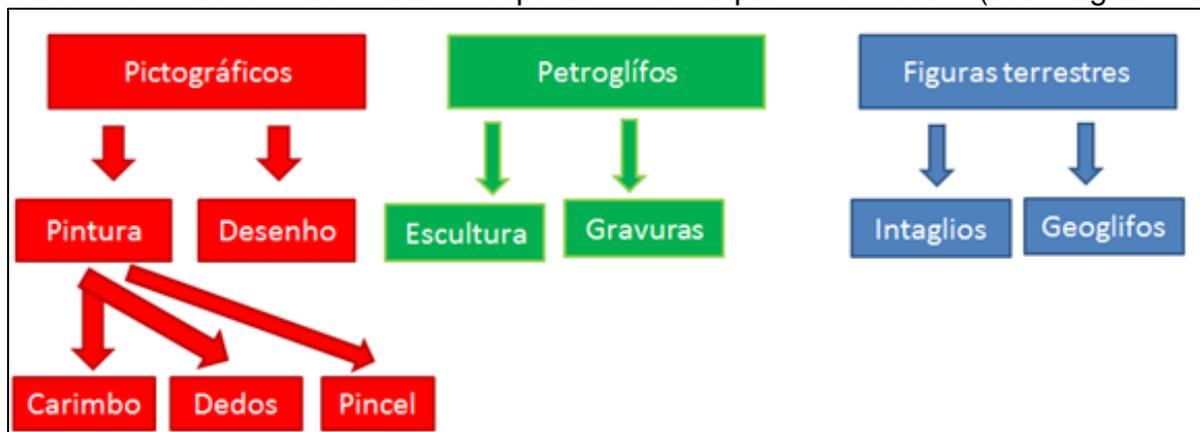 Pictográficos
Petroglífos
Figuras terrestres
Pintura
Desenho
Escultura
Gravuras
Intaglios
Geoglifos
Carimbo
Dedos
Pincel